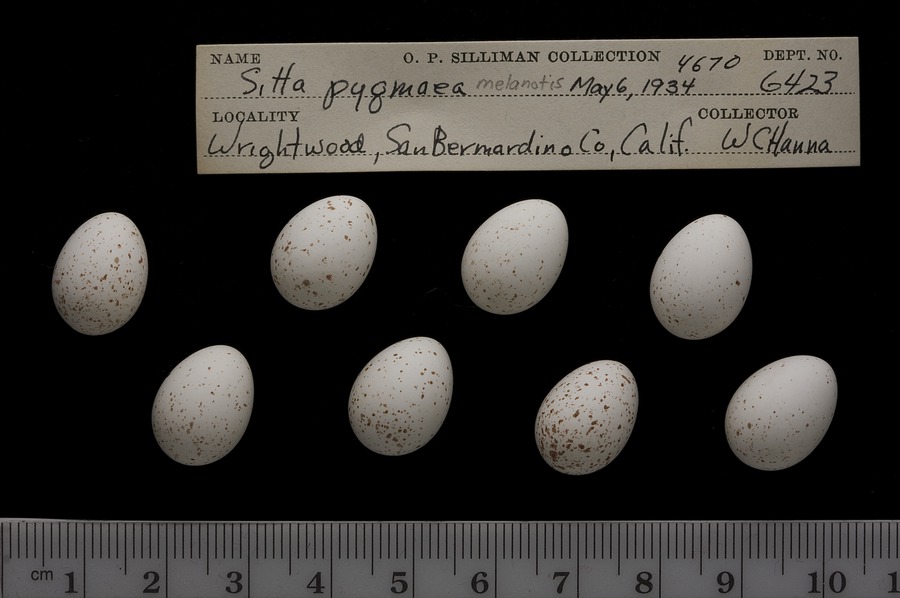 NAME O. P. SILLIMAN COLLECTION 4670 DEPT. NO.
Sitta pygmaea melanotis May 6, 1934 6423
LOCALITY COLLECTOR
Wrightwood, San Bernardino Co, Calif. W C Hanna
cm 1 2 3 4 5 6 7 8 9 10 1